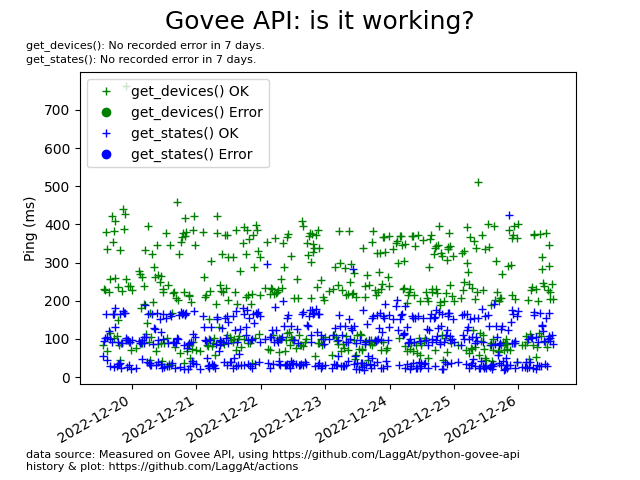 Govee API: is it working?
get_devices(): No recorded error in 7 days.
get_states(): No recorded error in 7 days.
get_devices() OK
get_devices() Error
get_states() OK
get_states() Error
Ping (ms)
700
600
500
400
300
200
100
0
2022-12-20
2022-12-21
2022-12-22
2022-12-23
2022-12-24
2022-12-25
2022-12-26
data source: Measured on Govee API, using https://github.com/LaggAt/python-govee-api
history & plot: https://github.com/LaggAt/actions